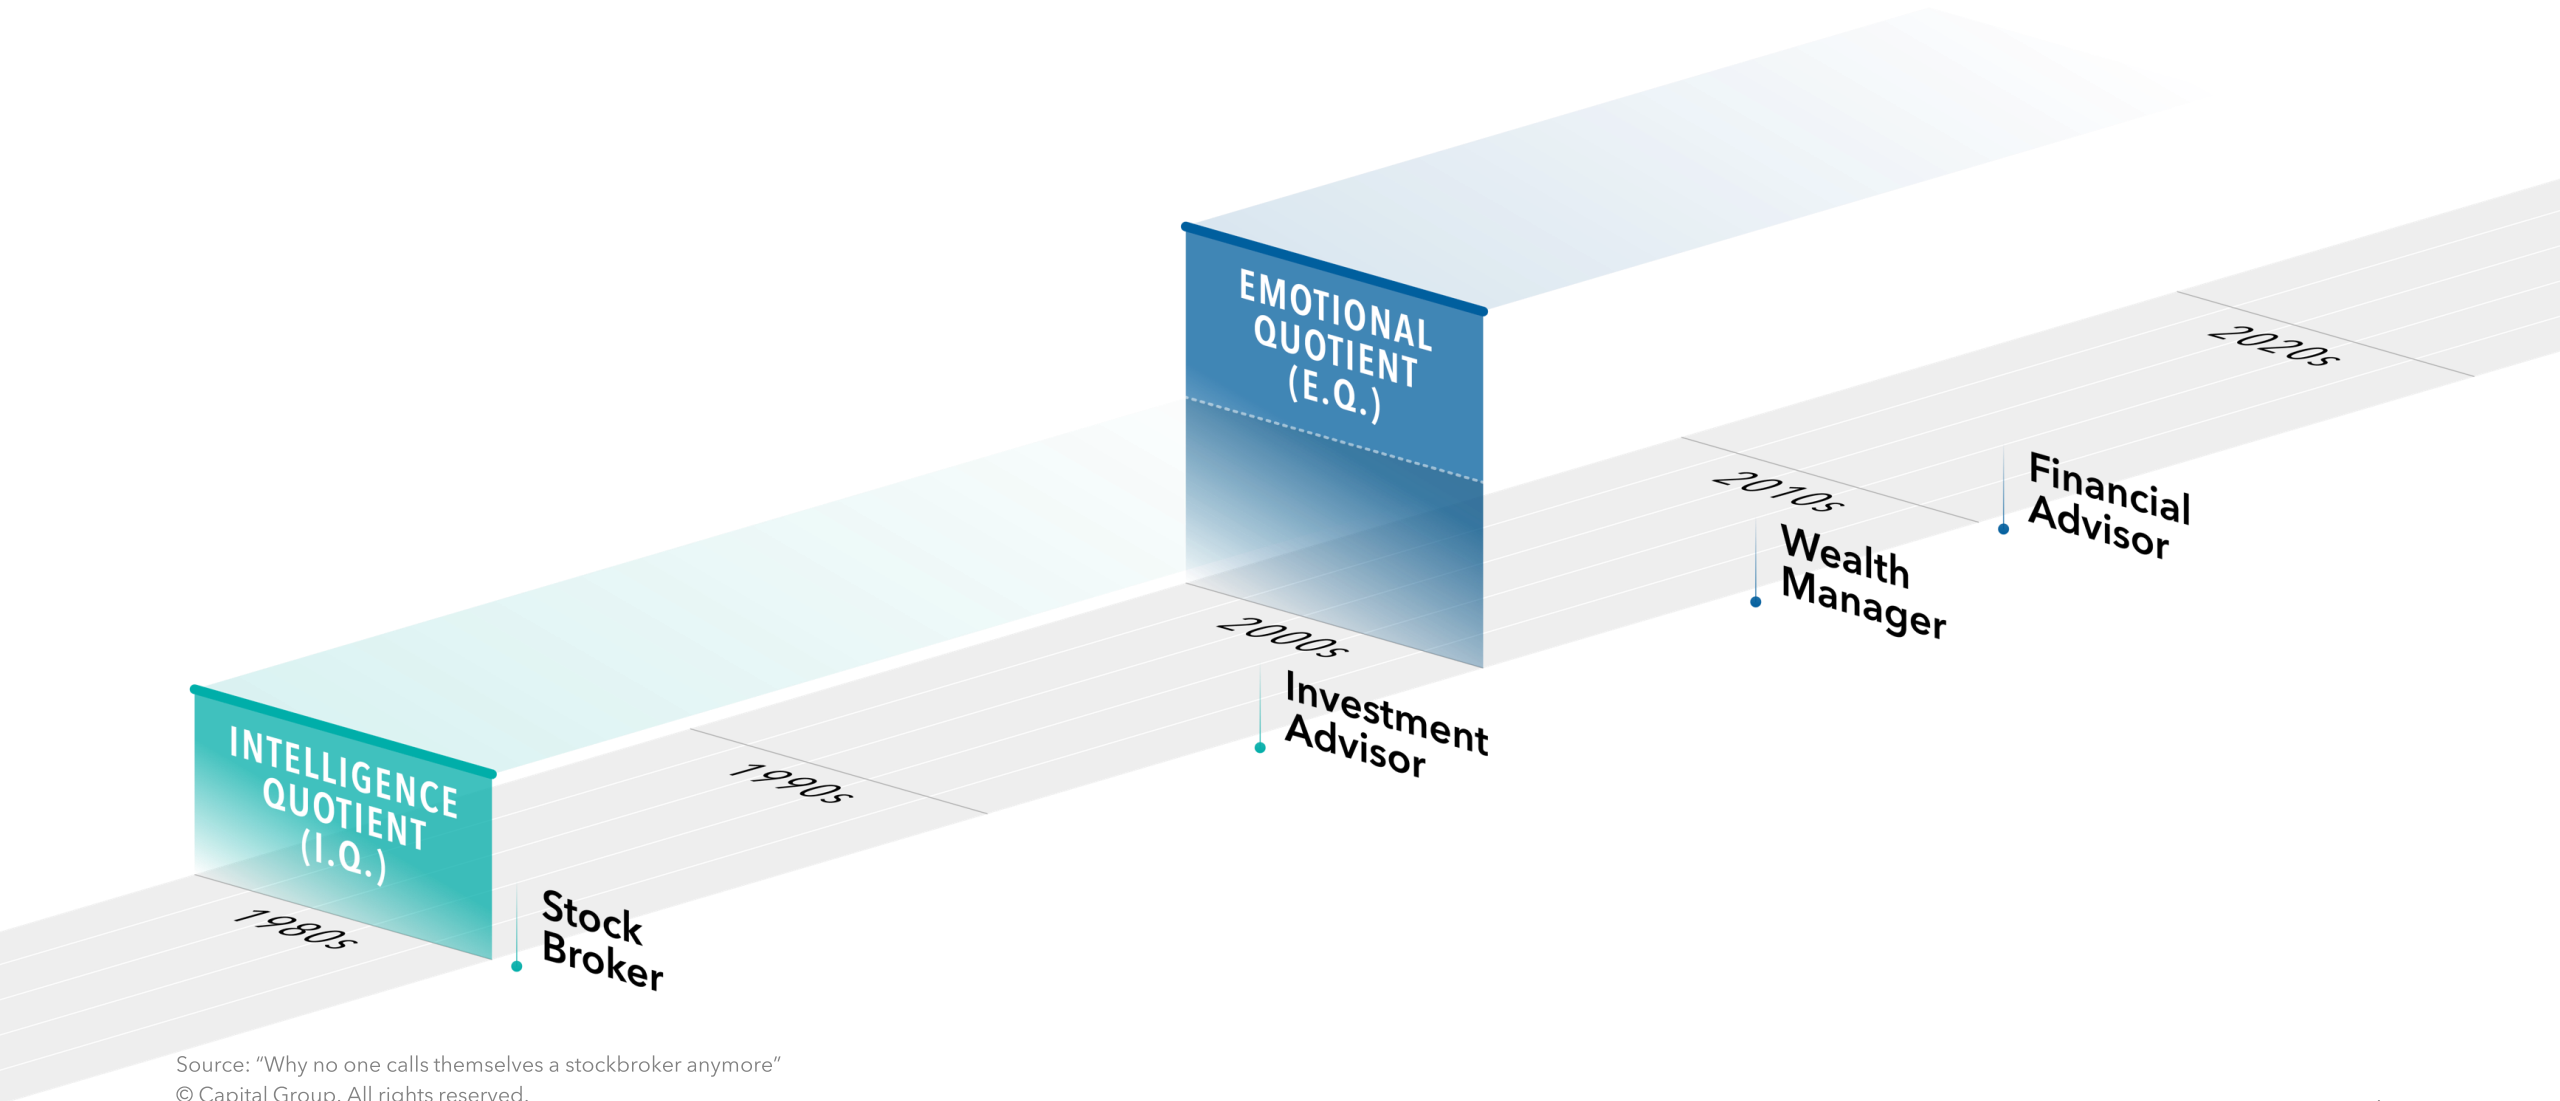 EMOTIONAL
QUOTIENT
(E.Q.)
INTELLIGENCE
QUOTIENT
(I.Q.)
1980s
1990s
2000s
2010s
2020s
Stock
Broker
Investment
Advisor
Wealth
Manager
Financial
Advisor
Source: “Why no one calls themselves a stockbroker anymore”
© Capital Group. All rights reserved.